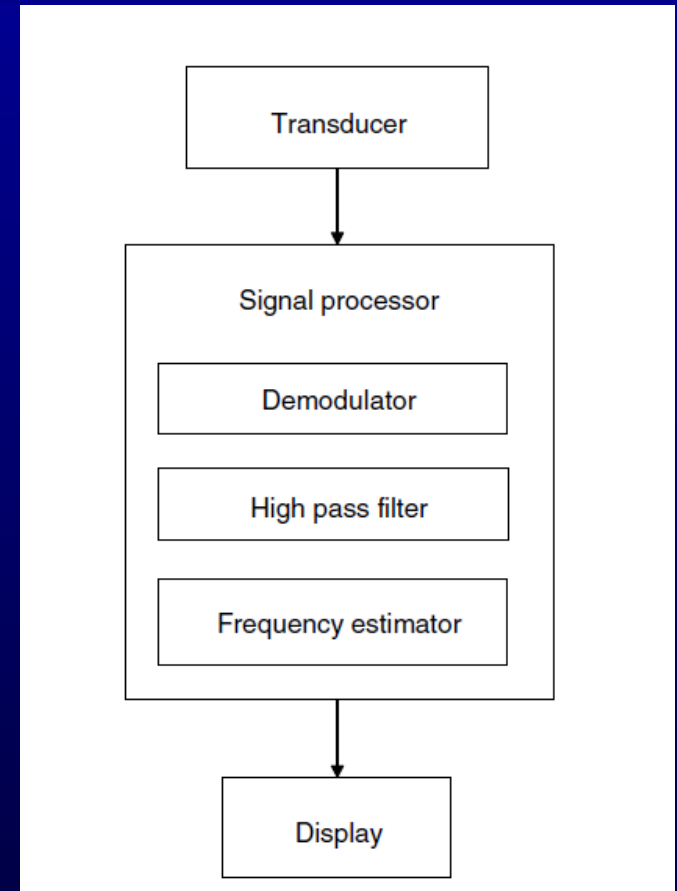 Transducer
Signal processor
Demodulator
High pass filter
Frequency estimator
Display